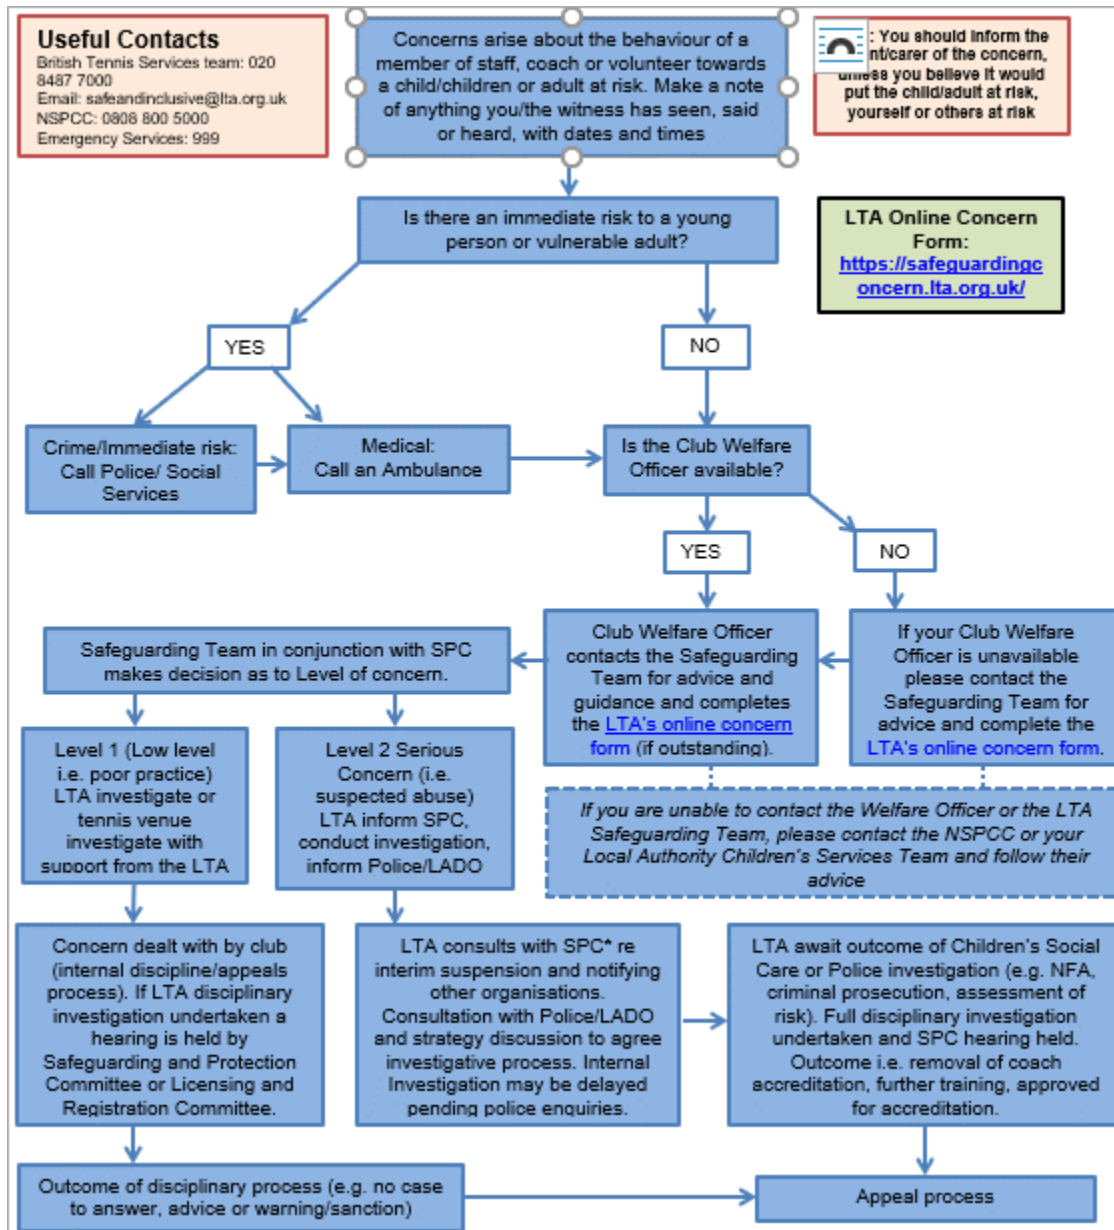 Useful Contacts
British Tennis Services team: 020
8487 7000
Email: safeandinclusive@lta.org.uk
NSPCC: 0808 800 5000
Emergency Services: 999
Concerns arise about the behaviour of a
member of staff, coach or volunteer towards
a child/children or adult at risk. Make a note
of anything you/the witness has seen, said
or heard, with dates and times
: You should inform the
nt/carer of the concern,
unless you believe it would
put the child/adult at risk,
yourself or others at risk
Is there an immediate risk to a young
person or vulnerable adult?
LTA Online Concern
Form:
https://safeguardingc
oncern.lta.org.uk/
YES
NO
Crime/Immediate risk:
Call Police/ Social
Services
Medical:
Call an Ambulance
Is the Club Welfare
Officer available?
YES
NO
Safeguarding Team in conjunction with SPC
makes decision as to Level of concern.
Club Welfare Officer
contacts the Safeguarding
Team for advice and
guidance and completes
the LTA's online concern
form (if outstanding).
If your Club Welfare
Officer is unavailable
please contact the
Safeguarding Team for
advice and complete the
LTA's online concern form.
Level 1 (Low level
i.e. poor practice)
LTA investigate or
tennis venue
investigate with
support from the LTA
Level 2 Serious
Concern (i.e.
suspected abuse)
LTA inform SPC,
conduct investigation,
inform Police/LADO
If you are unable to contact the Welfare Officer or the LTA
Safeguarding Team, please contact the NSPCC or your
Local Authority Children's Services Team and follow their
advice
Concern dealt with by club
(internal discipline/appeals
process). If LTA disciplinary
investigation undertaken a
hearing is held by
Safeguarding and Protection
Committee or Licensing and
Registration Committee.
LTA consults with SPC* re
interim suspension and notifying
other organisations.
Consultation with Police/LADO
and strategy discussion to agree
investigative process. Internal
Investigation may be delayed
pending police enquiries.
LTA await outcome of Children's Social
Care or Police investigation (e.g. NFA,
criminal prosecution, assessment of
risk). Full disciplinary investigation
undertaken and SPC hearing held.
Outcome i.e. removal of coach
accreditation, further training, approved
for accreditation.
Outcome of disciplinary process (e.g. no case
to answer, advice or warning/sanction)
Appeal process